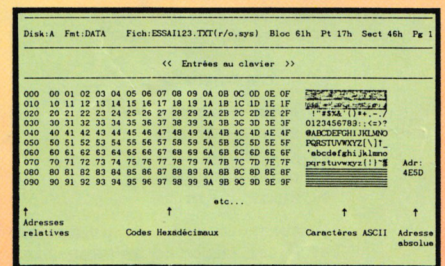 Disk:A Fmt:DATA Fich:ESSAI123.TXT(r/o,sys) Bloc 61h Pt 17h Sect 46h Pg 1
<< Entrées au clavier >>
000 00 01 02 03 04 05 06 07 08 09 0A 0B 0C 0D 0E 0F
010 10 11 12 13 14 15 16 17 18 19 1A 1B 1C 1D 1E 1F
020 20 21 22 23 24 25 26 27 28 29 2A 2B 2C 2D 2E 2F !"#$%&'()*+,-./
030 30 31 32 33 34 35 36 37 38 39 3A 3B 3C 3D 3E 3F 0123456789:;<=>?
040 40 41 42 43 44 45 46 47 48 49 4A 4B 4C 4D 4E 4F @ABCDEFGHIJKLMNO
050 50 51 52 53 54 55 56 57 58 59 5A 5B 5C 5D 5E 5F PQRSTUVWXYZ[\]↑_
060 60 61 62 63 64 65 66 67 68 69 6A 6B 6C 6D 6E 6F `abcdefghijklmno
070 70 71 72 73 74 75 76 77 78 79 7A 7B 7C 7D 7E 7F pqrstuvwxyz{|}~ Adr:
080 80 81 82 83 84 85 86 87 88 89 8A 8B 8C 8D 8E 8F 4E5D
090 90 91 92 93 94 95 96 97 98 99 9A 9B 9C 9D 9E 9F
etc...
↑ ↑ ↑ ↑
Adresses
relatives Codes Hexadécimaux Caractères ASCII Adresse
absolue